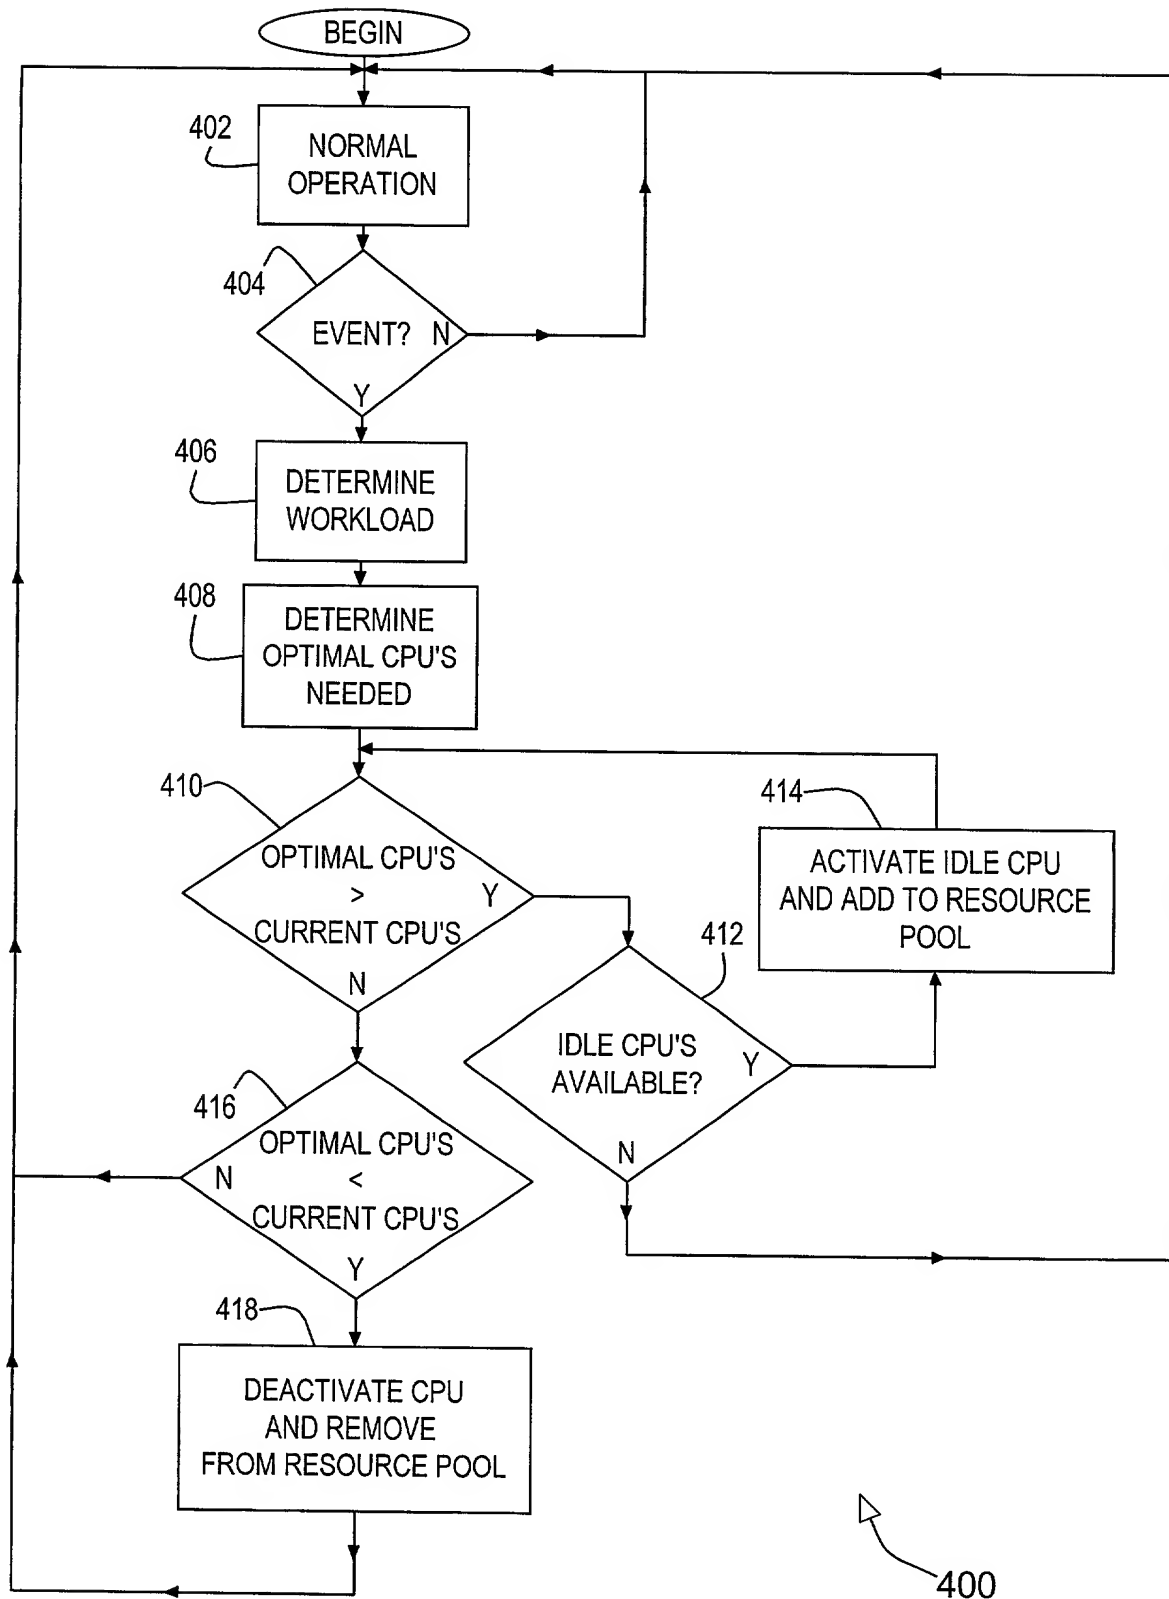 BEGIN
402
NORMAL
OPERATION
404
EVENT?
N
Y
406
DETERMINE
WORKLOAD
408
DETERMINE
OPTIMAL CPU'S
NEEDED
410
OPTIMAL CPU'S
>
CURRENT CPU'S
Y
N
414
ACTIVATE IDLE CPU
AND ADD TO RESOURCE
POOL
412
IDLE CPU'S
AVAILABLE?
Y
N
416
OPTIMAL CPU'S
<
CURRENT CPU'S
N
Y
418
DEACTIVATE CPU
AND REMOVE
FROM RESOURCE POOL
400